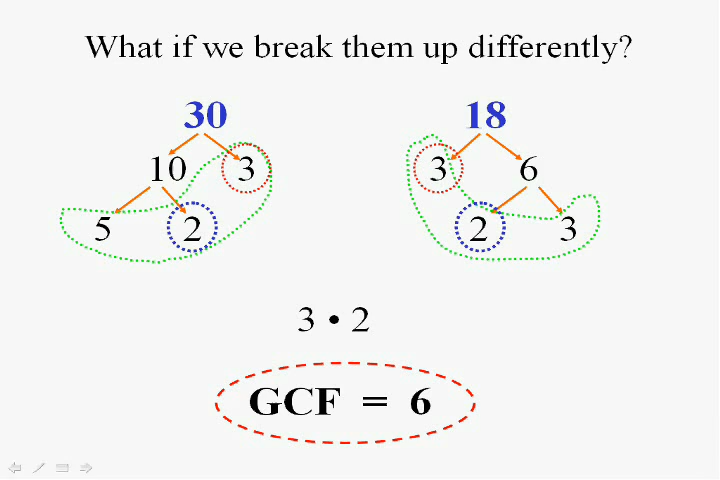 What if we break them up differently?
30 18
10 3 3 6
5 2 2 3
3 • 2
GCF = 6